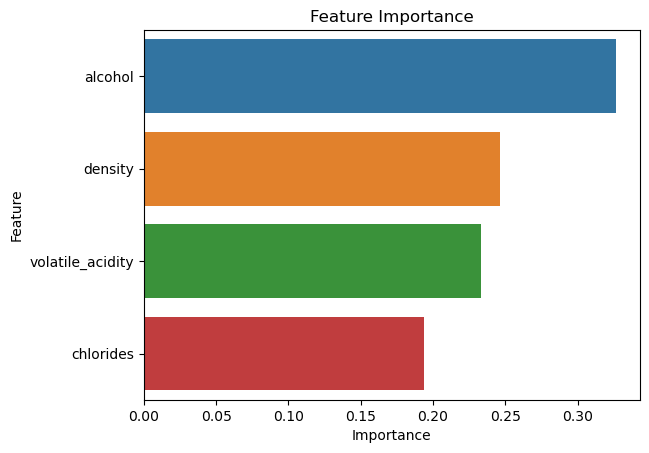 Feature Importance
alcohol
density
volatile_acidity
chlorides
Feature
0.00 0.05 0.10 0.15 0.20 0.25 0.30
Importance